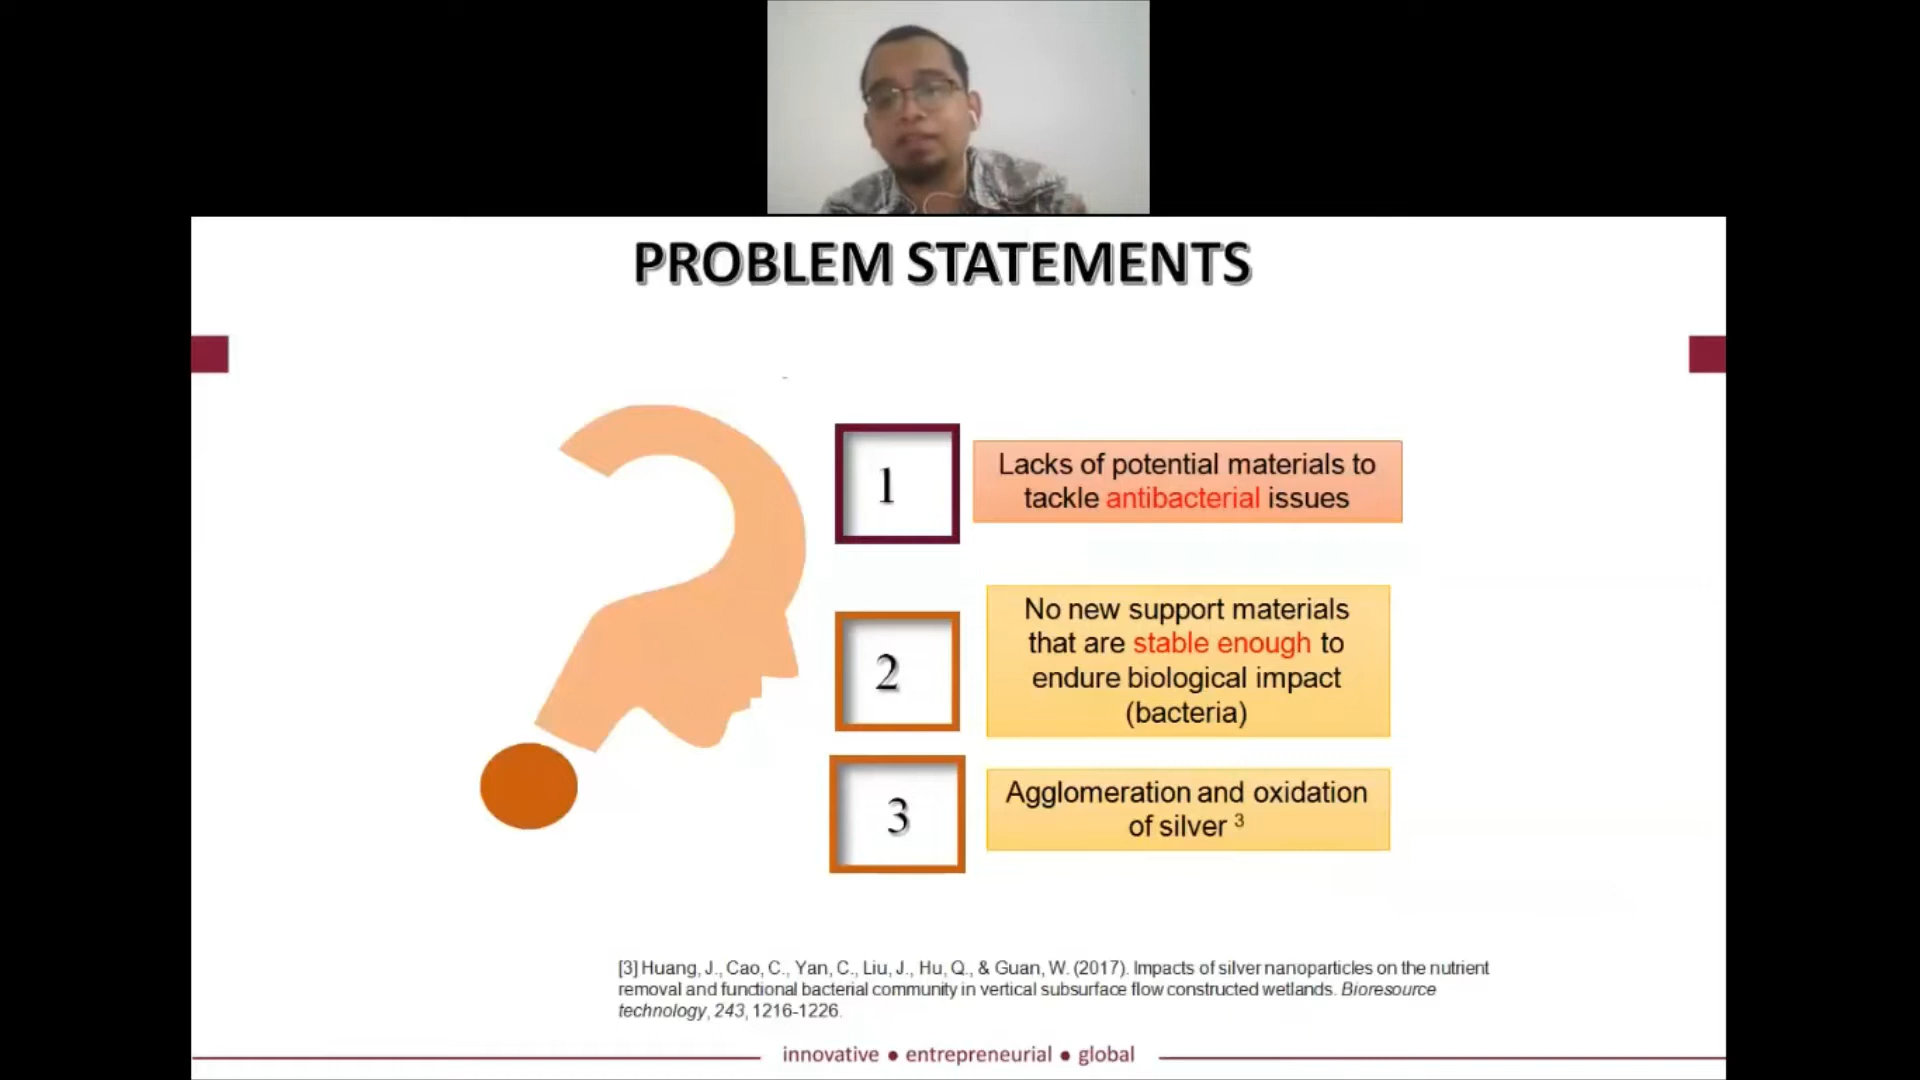 PROBLEM STATEMENTS
1
Lacks of potential materials to
tackle antibacterial issues
2
No new support materials
that are stable enough to
endure biological impact
(bacteria)
3
Agglomeration and oxidation
of silver 3
[3] Huang, J., Cao, C., Yan, C., Liu, J., Hu, Q., & Guan, W. (2017). Impacts of silver nanoparticles on the nutrient
removal and functional bacterial community in vertical subsurface flow constructed wetlands. Bioresource
technology, 243, 1216-1226.
innovative ● entrepreneurial ● global